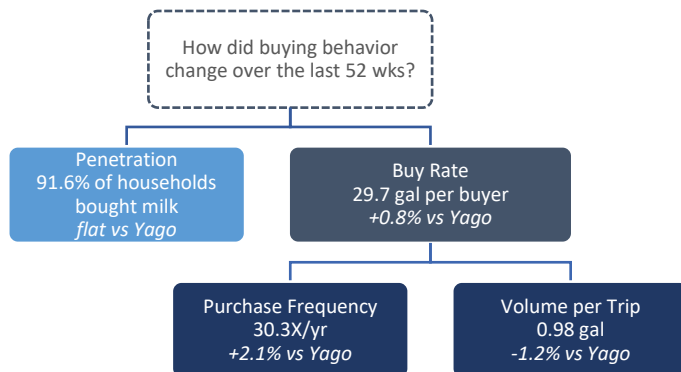 How did buying behavior
change over the last 52 wks?
Penetration
91.6% of households
bought milk
flat vs Yago
Buy Rate
29.7 gal per buyer
+0.8% vs Yago
Purchase Frequency
30.3X/yr
+2.1% vs Yago
Volume per Trip
0.98 gal
-1.2% vs Yago